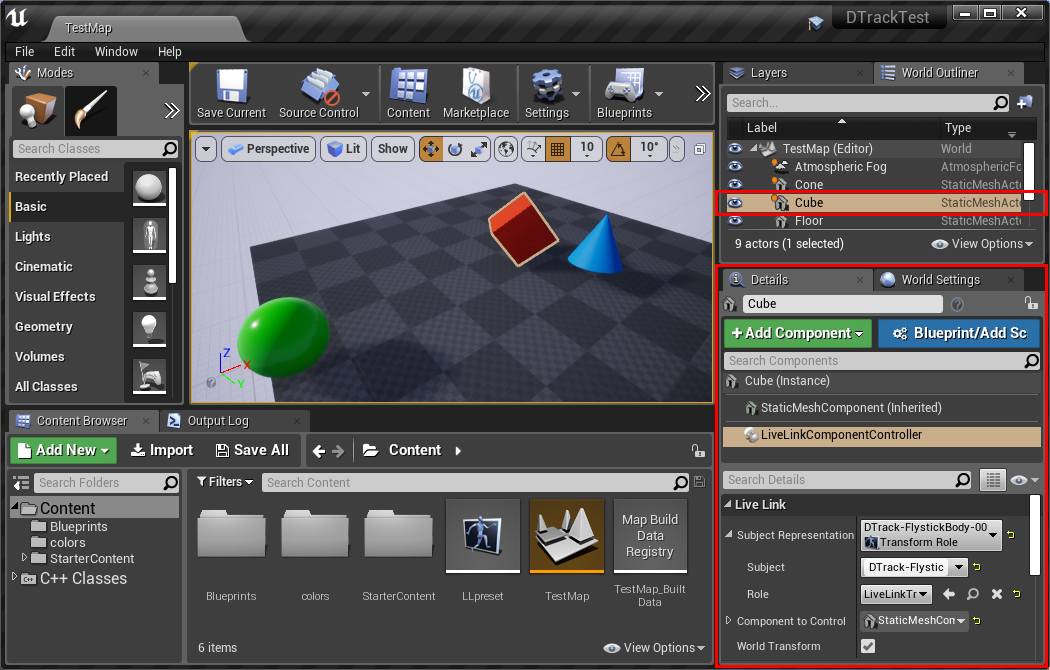 TestMap
DTrackTest
File Edit Window Help
Modes
Search Classes
Recently Placed
Basic
Lights
Cinematic
Visual Effects
Geometry
Volumes
All Classes
Save Current
Source Control
Content
Marketplace
Settings
Blueprints
Perspective
Lit
Show
10
10°
Z
X
Y
Layers
World Outliner
Search...
Label
Type
TestMap (Editor)
World
Atmospheric Fog
AtmosphericFo
Cone
StaticMeshActo
Cube
StaticMeshActo
Floor
StaticMeshActo
9 actors (1 selected)
View Options
Details
World Settings
Cube
+Add Component
Blueprint/Add Sc
Search Components
Cube (Instance)
StaticMeshComponent (Inherited)
LiveLinkComponentController
Search Details
Live Link
Subject Representation
DTrack-FlystickBody-00
Transform Role
Subject
DTrack-Flystic
Role
LiveLinkTr
Component to Control
StaticMeshCon
World Transform
Content Browser
Output Log
Add New
Import
Save All
Content
Search Folders
Filters
Search Content
Content
Blueprints
colors
StarterContent
C++ Classes
Blueprints
colors
StarterContent
LLpreset
TestMap
Map Build
Data
Registry
TestMap_Built
Data
6 items
View Options